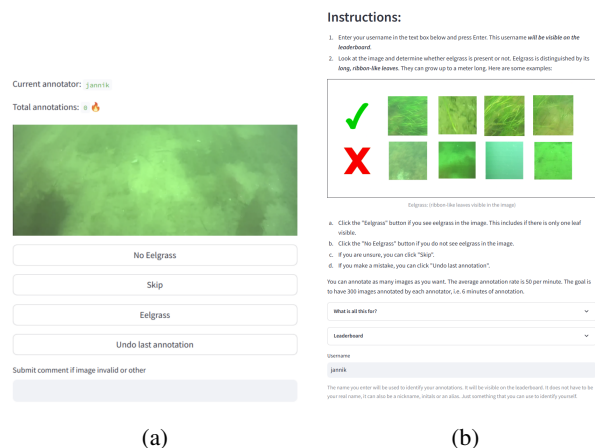 Current annotator: jannik
Total annotations: 0 🔥
No Eelgrass
Skip
Eelgrass
Undo last annotation
Submit comment if image invalid or other
(a)
Instructions:
1. Enter your username in the text box below and press Enter. This username will be visible on the
leaderboard.
2. Look at the image and determine whether eelgrass is present or not. Eelgrass is distinguished by its
long, ribbon-like leaves. They can grow up to a meter long. Here are some examples:
Eelgrass: (ribbon-like leaves visible in the image)
a. Click the "Eelgrass" button if you see eelgrass in the image. This includes if there is only one leaf
visible.
b. Click the "No Eelgrass" button if you do not see eelgrass in the image.
c. If you are unsure, you can click "Skip".
d. If you make a mistake, you can click "Undo last annotation".
You can annotate as many images as you want. The average annotation rate is 50 per minute. The goal is
to have 300 images annotated by each annotator, i.e. 6 minutes of annotation.
What is all this for?
Leaderboard
Username
jannik
The name you enter will be used to identify your annotations. It will be visible on the leaderboard. It does not have to be
your real name, it can also be a nickname, initals or an alias. Just something that you can use to identify yourself.
(b)